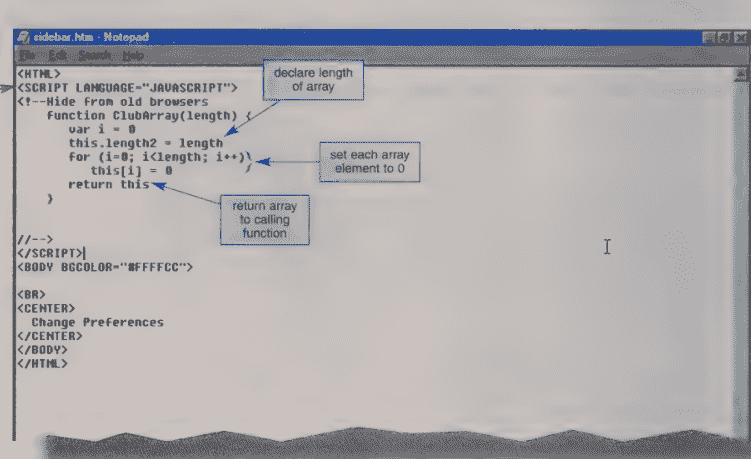 sidebar.htm - Notepad
File Edit Search Help
<HTML>
<SCRIPT LANGUAGE="JAVASCRIPT">
<!--Hide from old browsers
function ClubArray(length) {
var i = 0
this.length2 = length
for (i=0; i<length; i++)
this[i] = 0
return this
}
//-->
</SCRIPT>
<BODY BGCOLOR="#FFFFCC">
<BR>
<CENTER>
Change Preferences
</CENTER>
</BODY>
</HTML>
declare length
of array
set each array
element to 0
return array
to calling
function